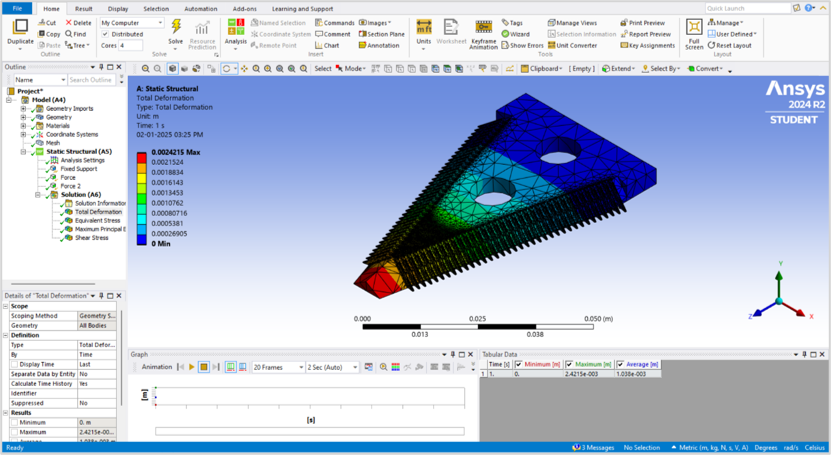 File Home Result Display Selection Automation Add-ons Learning and Support Quick Launch
Cut Delete My Computer Named Selection Commands Images Tags Manage Views Print Preview Manage
Copy Find Distributed Coordinate System Comment Section Plane Wizard Selection Information Report Preview User Defined
Duplicate Paste Tree Cores 4 Solve Resource Prediction Analysis Remote Point Chart Annotation Units Worksheet Keyframe Animation Show Errors Unit Converter Key Assignments Full Screen Reset Layout
Outline Solve Insert Tools Layout
Outline
Name Search Outline
Select Mode Clipboard [ Empty ] Extend Select By Convert
Project*
Model (A4)
Geometry Imports
Geometry
Materials
Coordinate Systems
Mesh
Static Structural (A5)
Analysis Settings
Fixed Support
Force
Force 2
Solution (A6)
Solution Informatio
Total Deformation
Equivalent Stress
Maximum Principal E
Shear Stress
A: Static Structural
Total Deformation
Type: Total Deformation
Unit: m
Time: 1 s
02-01-2025 03:25 PM
0.0024215 Max
0.0021524
0.0018834
0.0016143
0.0013453
0.0010762
0.00080716
0.0005381
0.00026905
0 Min
Ansys
2024 R2
STUDENT
0.000 0.025 0.050 (m)
0.013 0.038
Y
Z X
Details of "Total Deformation"
Scope
Scoping Method Geometry S...
Geometry All Bodies
Definition
Type Total Defor...
By Time
Display Time Last
Separate Data by Entity No
Calculate Time History Yes
Identifier
Suppressed No
Results
Minimum 0. m
Maximum 2.4215e-00...
Average 1.038e-003 m
Graph
Animation 20 Frames 2 Sec (Auto)
[m]
[s]
Tabular Data
Time [s] Minimum [m] Maximum [m] Average [m]
1 1. 0. 2.4215e-003 1.038e-003
Ready 3 Messages No Selection Metric (m, kg, N, s, V, A) Degrees rad/s Celsius